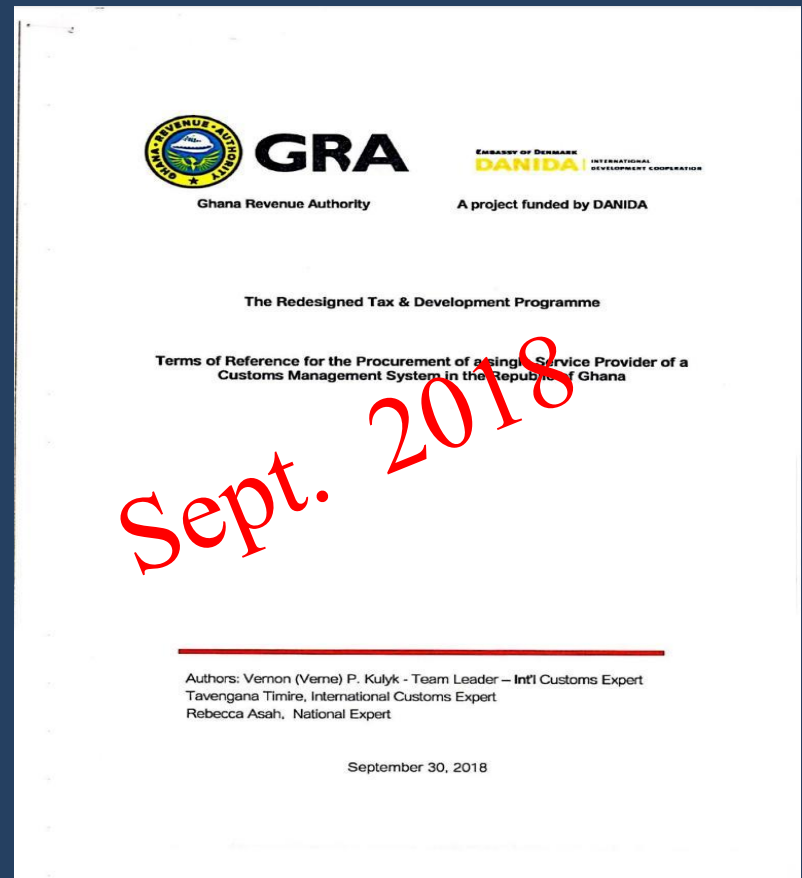 GHANA·REVENUE·AUTHORITY
GRA
EMBASSY OF DENMARK
DANIDA
INTERNATIONAL
DEVELOPMENT COOPERATION
Ghana Revenue Authority
A project funded by DANIDA
The Redesigned Tax & Development Programme
Terms of Reference for the Procurement of a single Service Provider of a
Customs Management System in the Republic of Ghana
Sept. 2018
Authors: Vernon (Verne) P. Kulyk - Team Leader – Int'l Customs Expert
Tavengana Timire, International Customs Expert
Rebecca Asah, National Expert
September 30, 2018